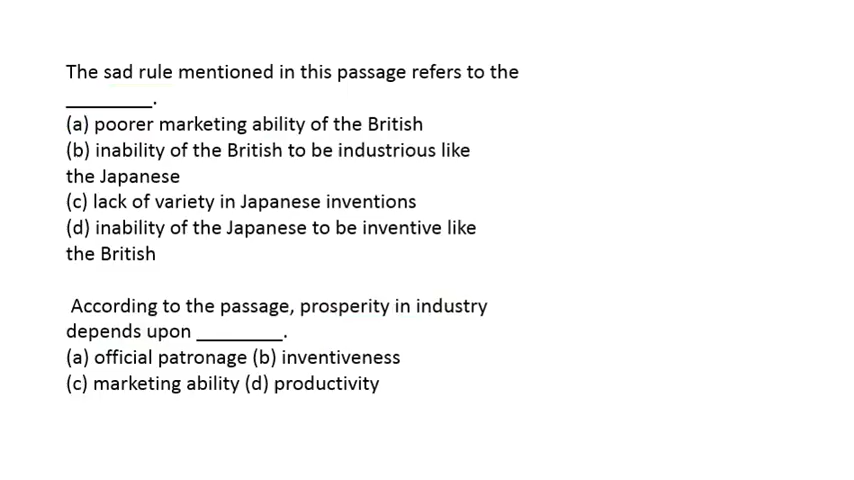 The sad rule mentioned in this passage refers to the
________.
(a) poorer marketing ability of the British
(b) inability of the British to be industrious like
the Japanese
(c) lack of variety in Japanese inventions
(d) inability of the Japanese to be inventive like
the British
According to the passage, prosperity in industry
depends upon ________.
(a) official patronage (b) inventiveness
(c) marketing ability (d) productivity